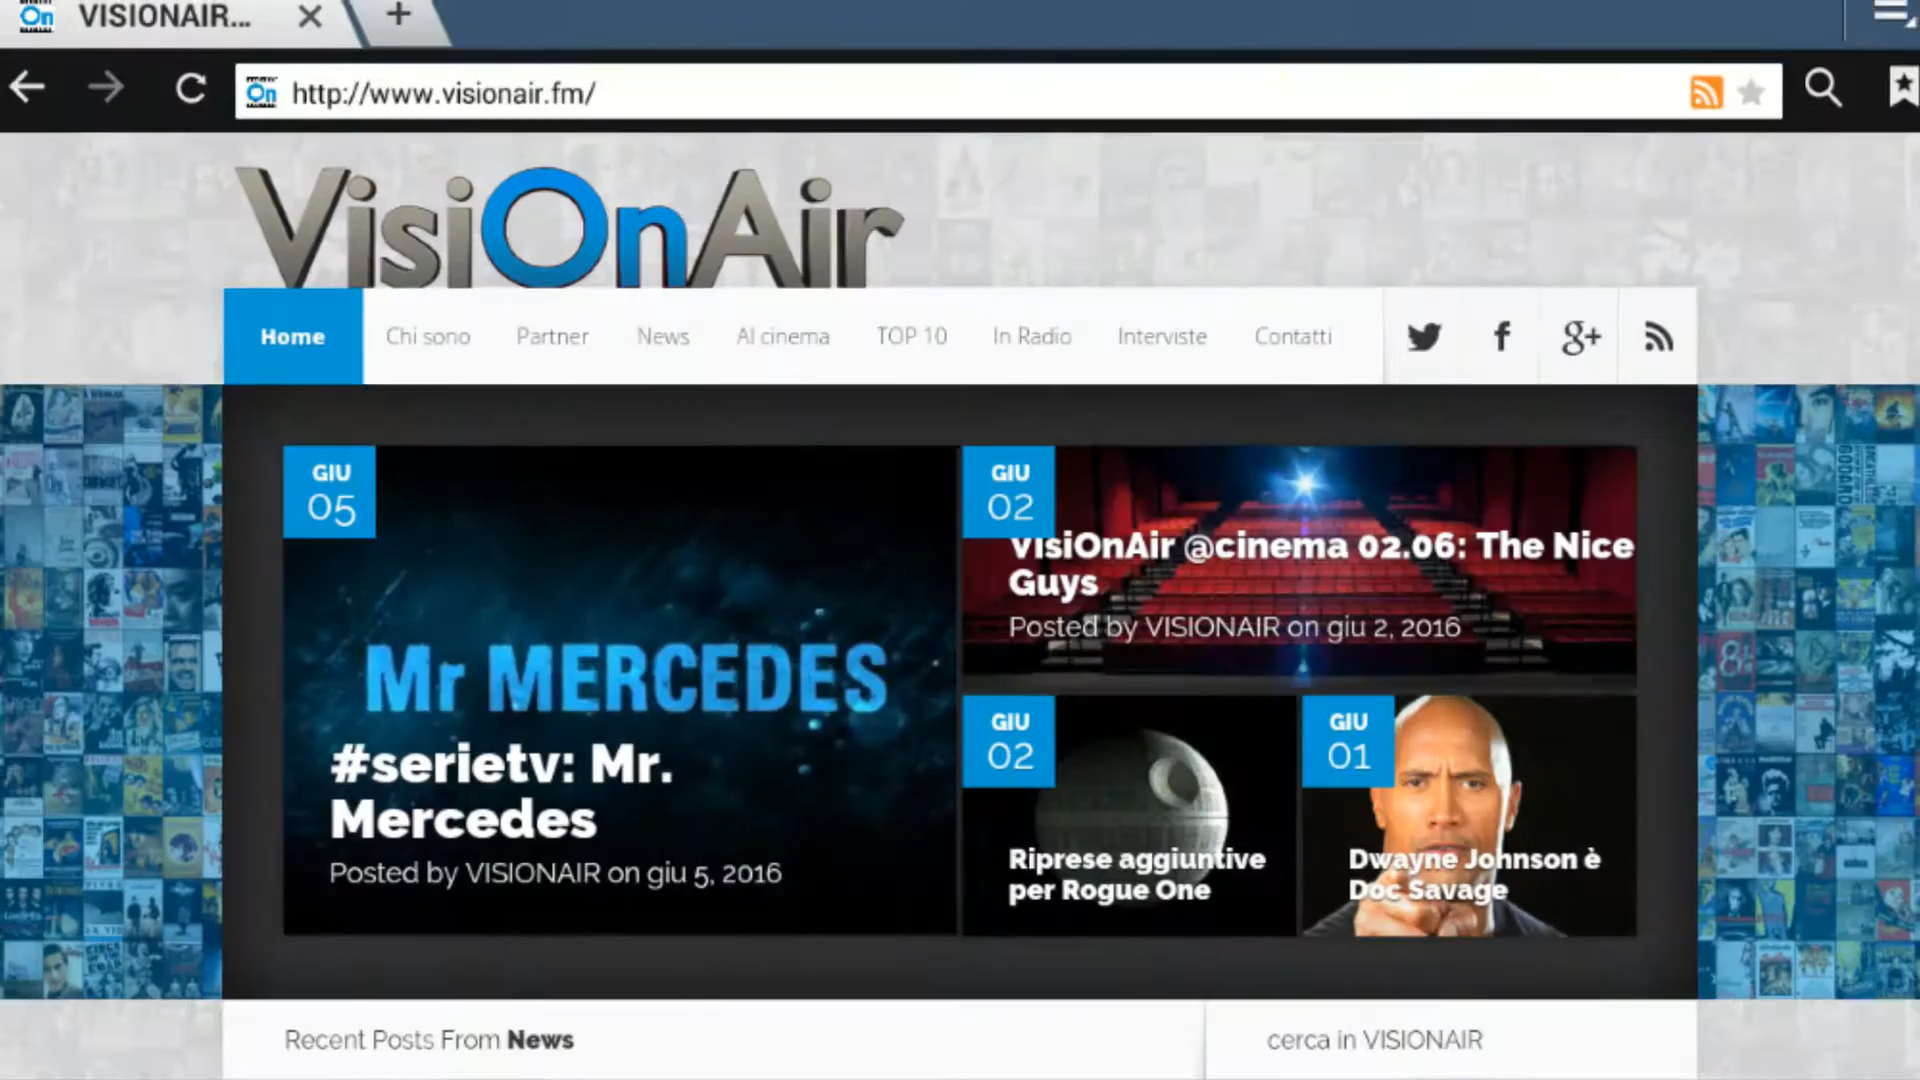 On VISIONAIR...
On http://www.visionair.fm/
VisiOnAir
Home Chi sono Partner News Al cinema TOP 10 In Radio Interviste Contatti g+
GIU
05
Mr MERCEDES
#serietv: Mr.
Mercedes
Posted by VISIONAIR on giu 5, 2016
GIU
02
VisiOnAir @cinema 02.06: The Nice
Guys
Posted by VISIONAIR on giu 2, 2016
GIU
02
Riprese aggiuntive
per Rogue One
GIU
01
Dwayne Johnson è
Doc Savage
Recent Posts From News
cerca in VISIONAIR